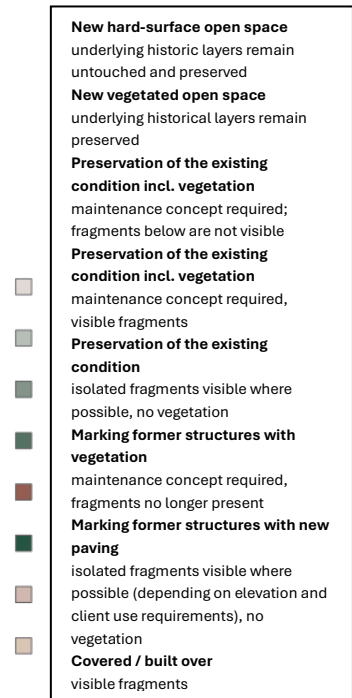 New hard-surface open space
underlying historic layers remain
untouched and preserved
New vegetated open space
underlying historical layers remain
preserved
Preservation of the existing
condition incl. vegetation
maintenance concept required;
fragments below are not visible
Preservation of the existing
condition incl. vegetation
maintenance concept required,
visible fragments
Preservation of the existing
condition
isolated fragments visible where
possible, no vegetation
Marking former structures with
vegetation
maintenance concept required,
fragments no longer present
Marking former structures with new
paving
isolated fragments visible where
possible (depending on elevation and
client use requirements), no
vegetation
Covered / built over
visible fragments